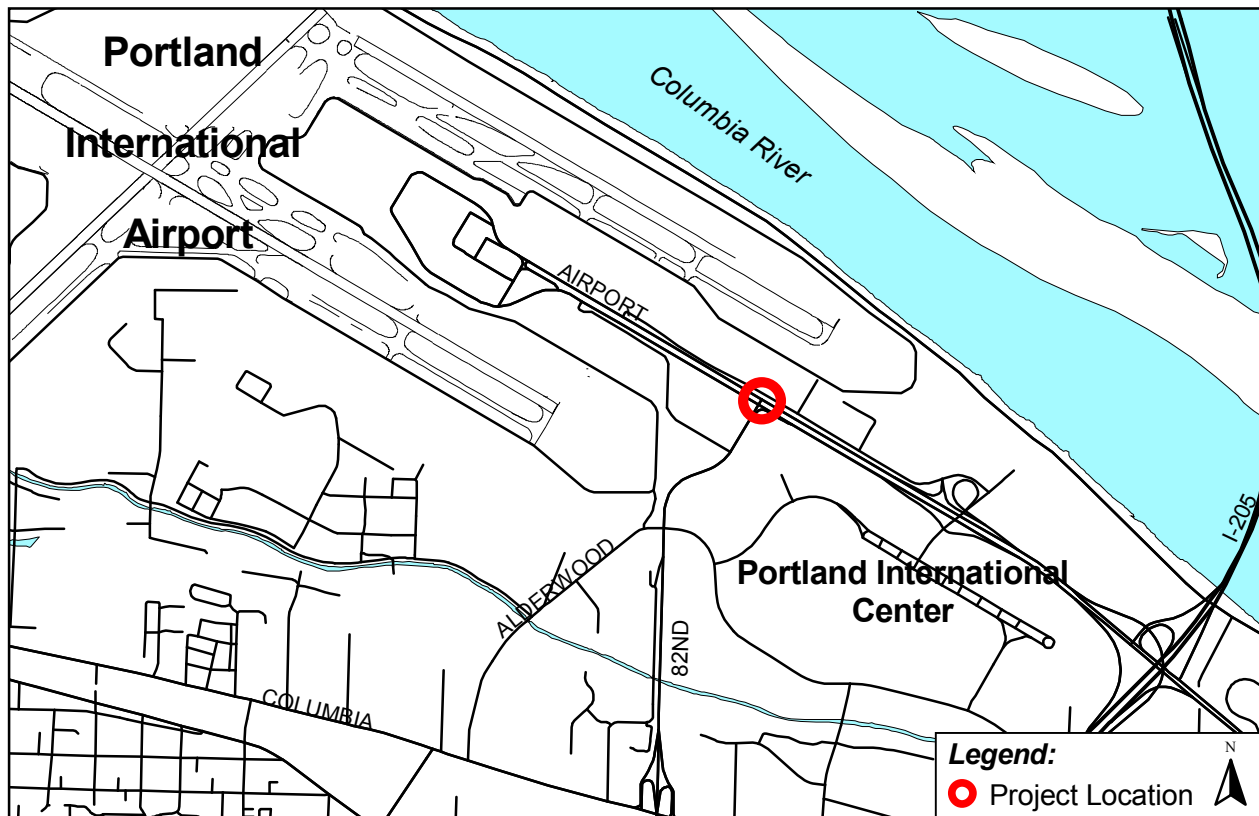 Portland
International
Airport
Columbia River
AIRPORT
I-205
ALDERWOOD
Portland International
Center
82ND
COLUMBIA
Legend:
N
Project Location